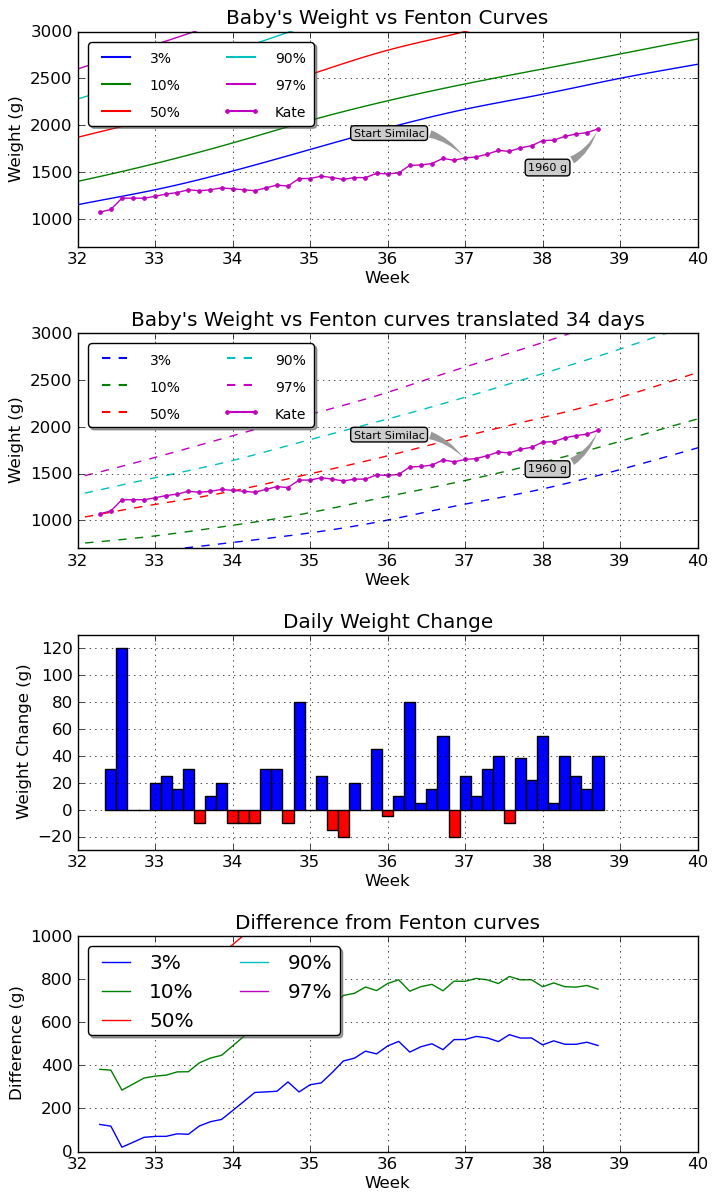 Baby's Weight vs Fenton Curves
3000
2500
2000
1500
1000
Weight (g)
3% 90%
10% 97%
50% Kate
Start Similac
1960 g
32 33 34 35 36 37 38 39 40
Week
Baby's Weight vs Fenton curves translated 34 days
3000
2500
2000
1500
1000
Weight (g)
3% 90%
10% 97%
50% Kate
Start Similac
1960 g
32 33 34 35 36 37 38 39 40
Week
Daily Weight Change
120
100
80
60
40
20
0
−20
Weight Change (g)
32 33 34 35 36 37 38 39 40
Week
Difference from Fenton curves
1000
800
600
400
200
0
Difference (g)
3% 90%
10% 97%
50%
32 33 34 35 36 37 38 39 40
Week